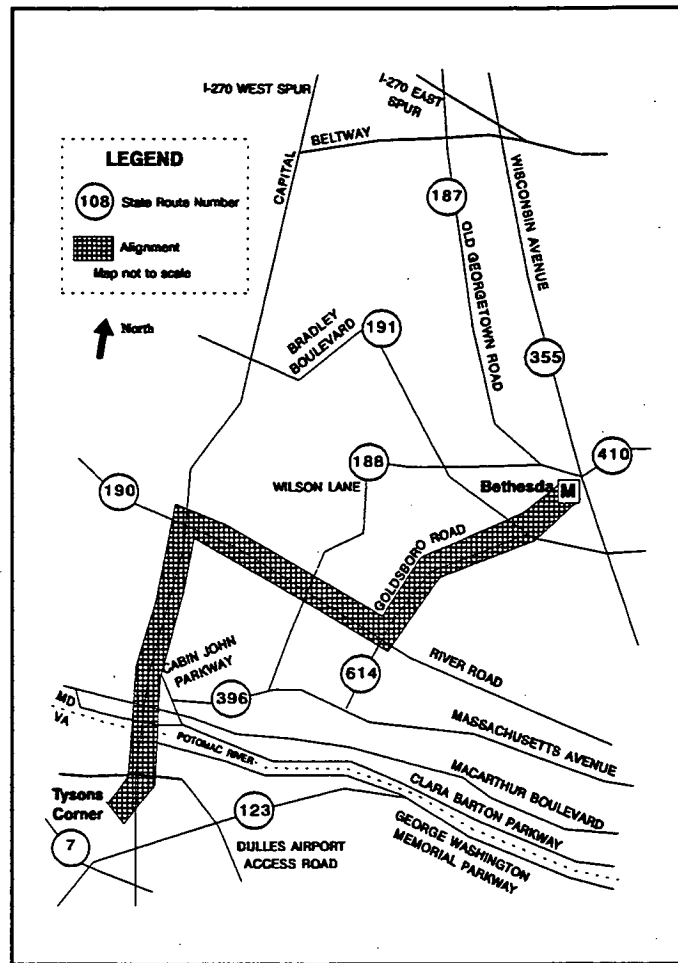 I-270 WEST SPUR
I-270 EAST
SPUR
BELTWAY
CAPITAL
LEGEND
108 State Route Number
Alignment
Map not to scale
North
187
OLD GEORGETOWN ROAD
WISCONSIN AVENUE
BRADLEY
BOULEVARD
191
355
410
188
190
WILSON LANE
Bethesda M
GOLDSBORO ROAD
CABIN JOHN
PARKWAY
614
RIVER ROAD
396
MD
VA
POTOMAC RIVER
MASSACHUSETTS AVENUE
MACARTHUR BOULEVARD
CLARA BARTON PARKWAY
GEORGE WASHINGTON
MEMORIAL PARKWAY
Tysons
Corner
123
7
DULLES AIRPORT
ACCESS ROAD